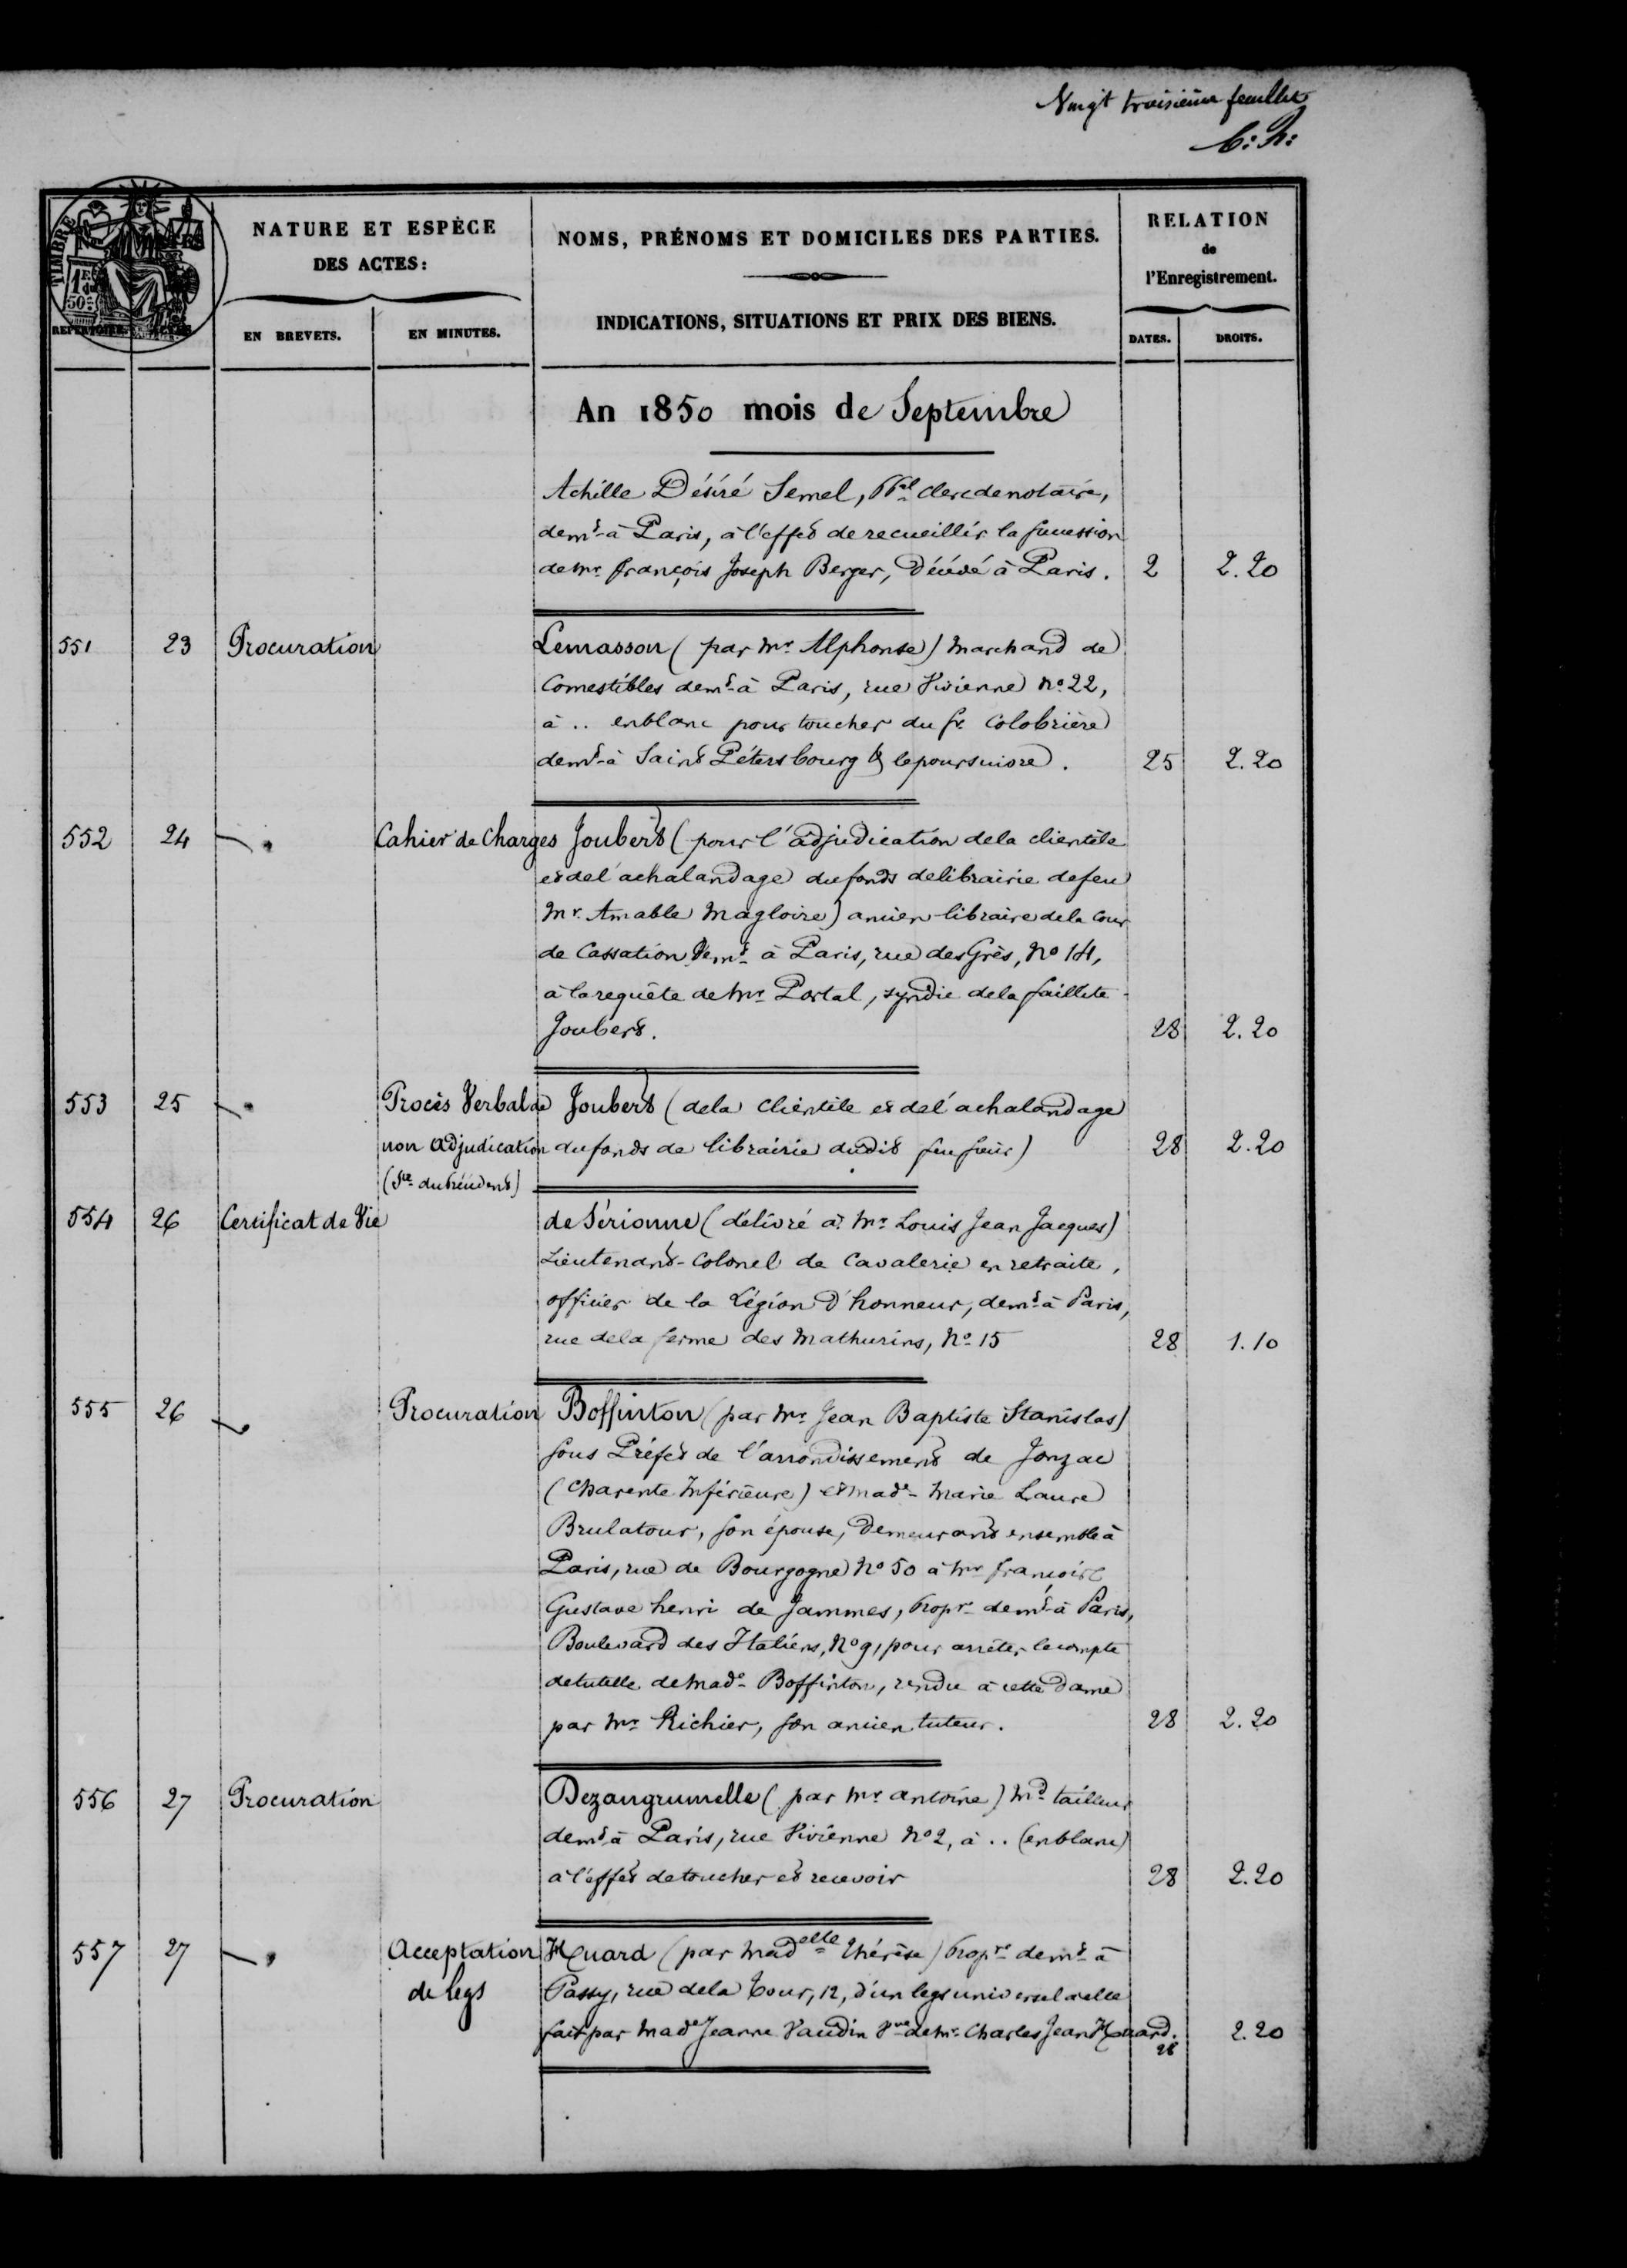 Vingt troisième feuillet
TIMBRE
1F
50c
NATURE ET ESPÈCE
DES ACTES:
EN BREVETS.
EN MINUTES.
NOMS, PRÉNOMS ET DOMICILES DES PARTIES.
INDICATIONS, SITUATIONS ET PRIX DES BIENS.
RELATION
de
l'Enregistrement.
DATES.
DROITS.
An 1850 mois de Septembre
Achille Désiré Semel, Ppal clerc de notaire,
demt à Paris, à l'effet de recueillir la succession
de Mr. François Joseph Berger, Décédé à Paris. 2 2.20
551 23 Procuration Lemasson (par Mr. Alphonse) Marchand de
Comestibles demt à Paris, rue Vivienne No 22,
à .. en blanc pour toucher du Sr. Colobrière
demt à Saint Pétersbourg & le poursuivre. 25 2.20
552 24 Cahier de Charges Joubert (pour l'adjudication de la clientèle
et de l'achalandage du fonds de librairie de feu
Mr. Amable Magloire) ancien libraire de la Cour
de Cassation Demt à Paris, rue des Grès, No 14,
à la requête de Mr Portal, syndic de la faillite
Joubert. 28 2.20
553 25 Procès Verbal de Joubert (de la Clientèle et de l'achalandage
non adjudication du fonds de librairie dudit feu sieur) 28 2.20
554 26 Certificat de Vie de Sérionne (délivré à Mr. Louis Jean Jacques)
Lieutenant-Colonel de Cavalerie en retraite,
officier de la Légion D'honneur, demt à Paris,
rue de la ferme des Mathurins, No 15 28 1.10
555 26 Procuration Boffinton (par Mr. Jean Baptiste Stanislas)
Sous Préfet de l'arrondissement de Jonzac
(Charente Inférieure) et Made Marie Laure
Brulatour, son épouse, Demeurant ensemble à
Paris, rue de Bourgogne No 50 à Mr François
Gustave henri de Jammes, Propre demt à Paris,
Boulevard des Italiens, No 9, pour arrêter le compte
de tutelle de Made Boffinton, rendu à cette Dame
par Mr Richier, son ancien tuteur. 28 2.20
556 27 Procuration Dezangrumelle (par Mr antoine) Md tailleur
demt à Paris, rue Vivienne No 2, à .. (en blanc)
à l'effet de toucher et recevoir 28 2.20
557 27 Acceptation Huard (par Madelle Thérèse) Propre demt à
de legs Passy, rue de la Tour, 12, d'un legs universel à elle
fait par Made Jeanne Vaudin Vve de Mr. Charles Jean Huard. 28 2.20